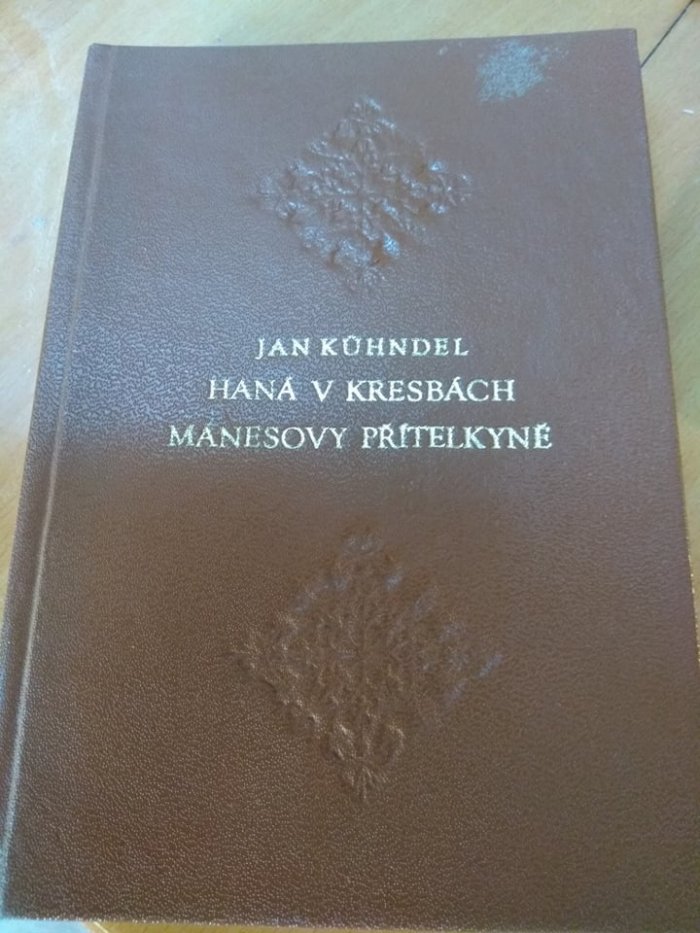 JAN KÜHNDEL
HANÁ V KRESBÁCH
MÁNESOVY PŘÍTELKYNĚ